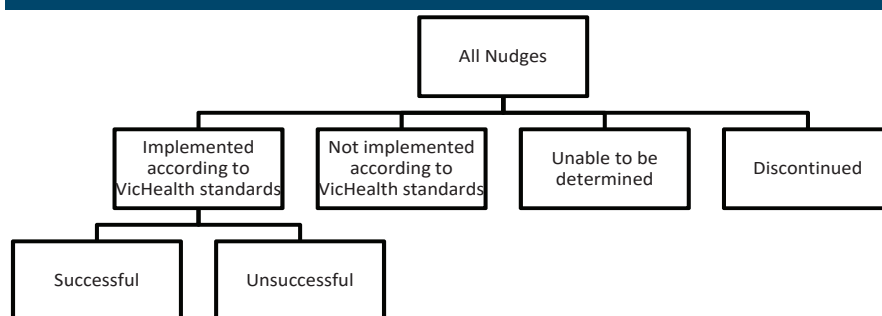 All Nudges
Implemented
according to
VicHealth standards
Not implemented
according to
VicHealth standards
Unable to be
determined
Discontinued
Successful
Unsuccessful